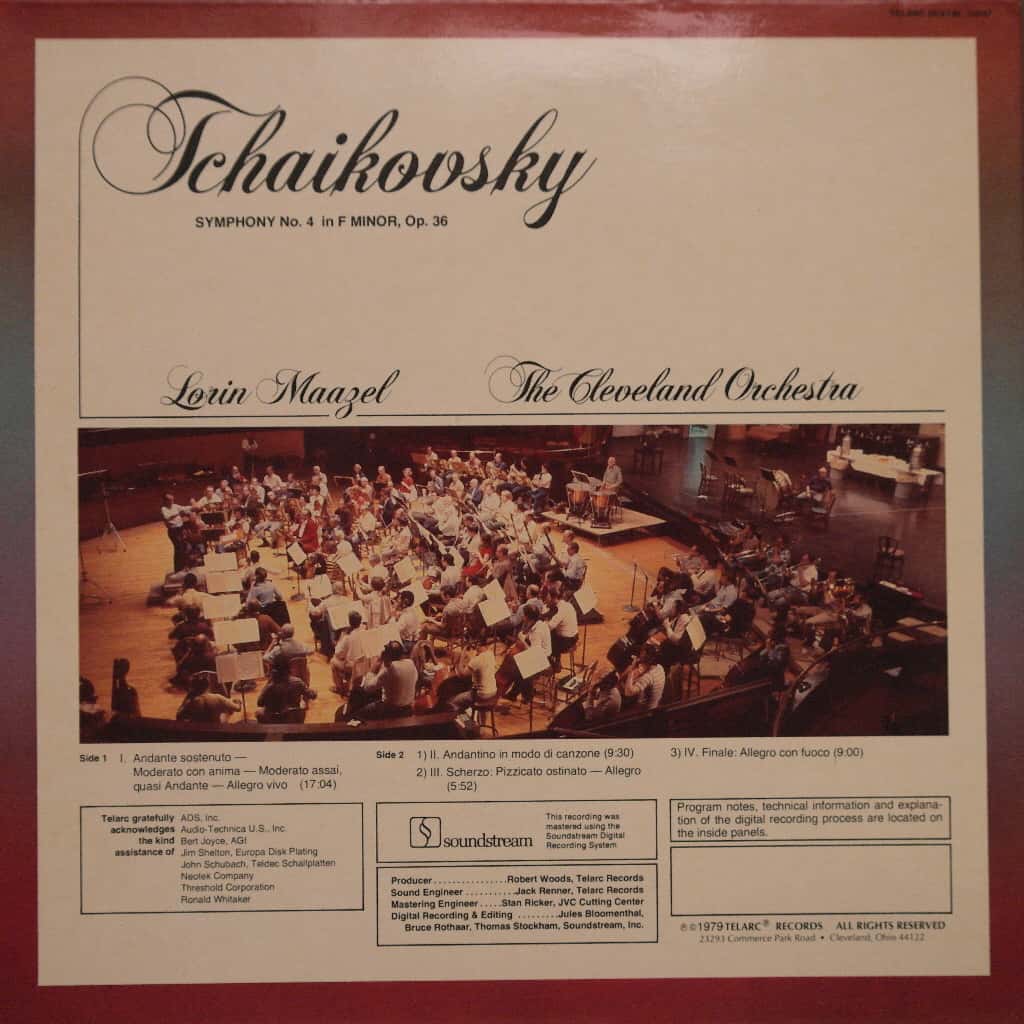 Tchaikovsky
SYMPHONY No. 4 in F MINOR, Op. 36
Lorin Maazel
The Cleveland Orchestra
Side 1 I. Andante sostenuto —
Moderato con anima — Moderato assai,
quasi Andante — Allegro vivo (17:04)
Side 2 1) II. Andantino in modo di canzone (9:30)
2) III. Scherzo: Pizzicato ostinato — Allegro
(5:52)
3) IV. Finale: Allegro con fuoco (9:00)
Telarc gratefully ADS, Inc.
acknowledges Audio-Technica U.S., Inc.
the kind Bert Joyce, AGI
assistance of Jim Shelton, Europa Disk Plating
John Schubach, Teldec Schallplatten
Neotek Company
Threshold Corporation
Ronald Whitaker
soundstream
This recording was
mastered using the
Soundstream Digital
Recording System
Producer................Robert Woods, Telarc Records
Sound Engineer ..........Jack Renner, Telarc Records
Mastering Engineer.....Stan Ricker, JVC Cutting Center
Digital Recording & Editing .........Jules Bloomenthal,
Bruce Rothaar, Thomas Stockham, Soundstream, Inc.
Program notes, technical information and explana-
tion of the digital recording process are located on
the inside panels.
℗ © 1979 TELARC® RECORDS ALL RIGHTS RESERVED
23293 Commerce Park Road • Cleveland, Ohio 44122